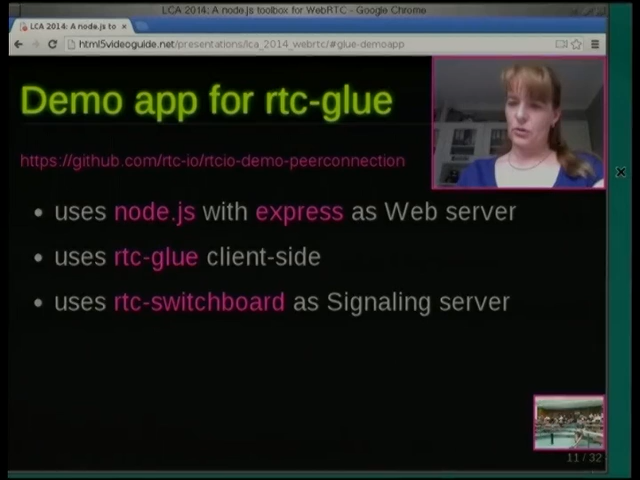 LCA 2014: A node.js toolbox for WebRTC - Google Chrome
LCA 2014: A node.js to
html5videoguide.net/presentations/lca_2014_webrtc/#glue-demoapp
Demo app for rtc-glue
https://github.com/rtc-io/rtcio-demo-peerconnection
• uses node.js with express as Web server
• uses rtc-glue client-side
• uses rtc-switchboard as Signaling server
11 / 32